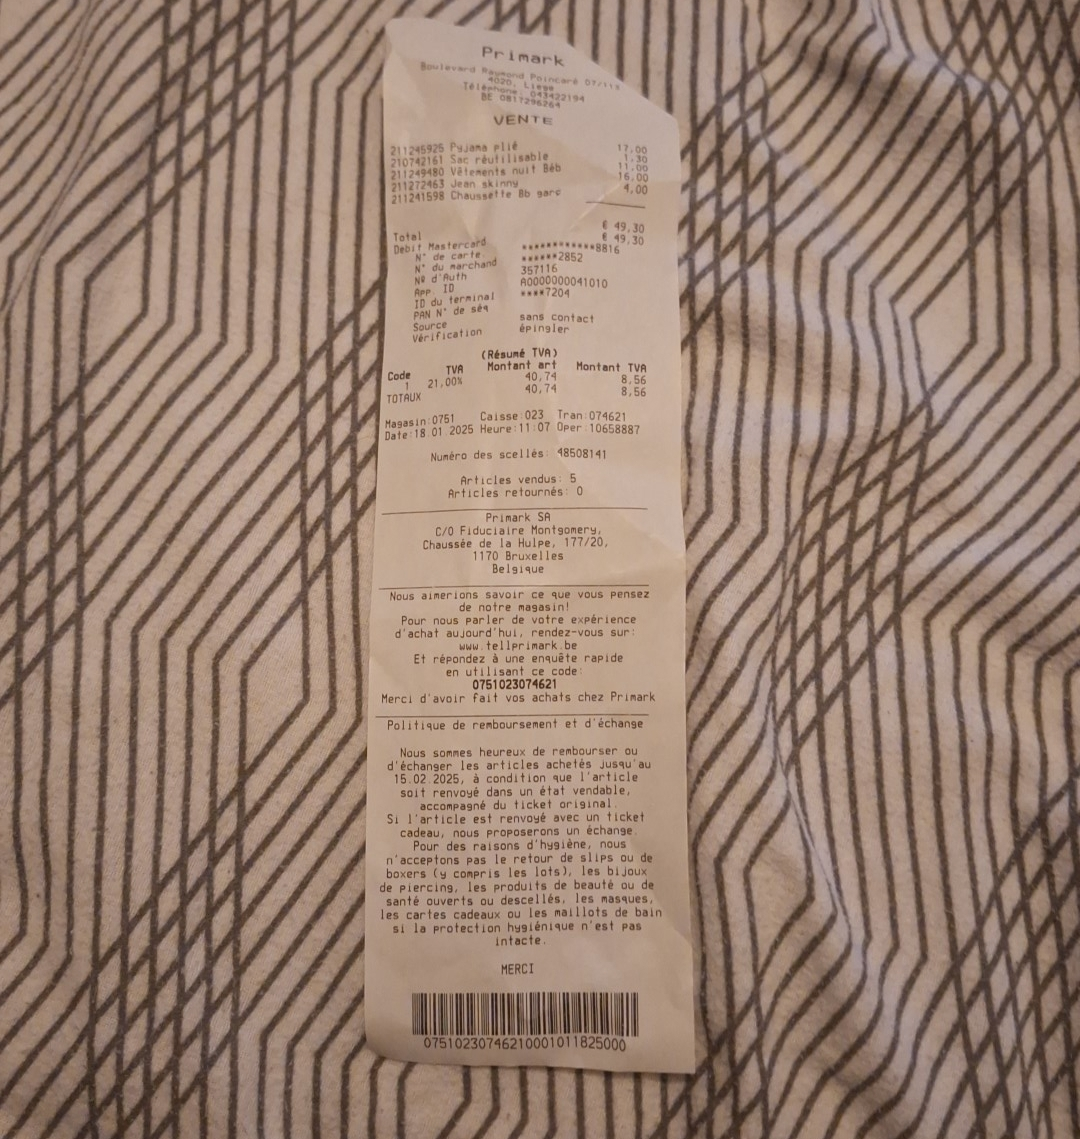 Primark
Boulevard Raymond Poincaré 07/113
4020, Liege
Téléphone: 043422194
BE 0817296264
VENTE
211245925 Pyjama plié 17,00
210742161 Sac réutilisable 1,30
211249480 Vêtements nuit Béb 11,00
211272463 Jean skinny 16,00
211241598 Chaussette Bb garc 4,00
Total € 49,30
Debit Mastercard € 49,30
N° de carte ************8816
N° du marchand ******2852
Nº d'Auth 357116
App. ID A0000000041010
ID du terminal ****7204
PAN N° de séq
Source sans contact
Vérification épingler
(Résumé TVA)
Code TVA Montant art Montant TVA
1 21,00% 40,74 8,56
TOTAUX 40,74 8,56
Magasin:0751 Caisse:023 Tran:074621
Date:18.01.2025 Heure:11:07 Oper:10658887
Numéro des scellés: 48508141
Articles vendus: 5
Articles retournés: 0
Primark SA
C/O Fiduciaire Montgomery,
Chaussée de la Hulpe, 177/20,
1170 Bruxelles
Belgique
Nous aimerions savoir ce que vous pensez
de notre magasin!
Pour nous parler de votre expérience
d'achat aujourd'hui, rendez-vous sur:
www.tellprimark.be
Et répondez à une enquête rapide
en utilisant ce code:
0751023074621
Merci d'avoir fait vos achats chez Primark
Politique de remboursement et d'échange
Nous sommes heureux de rembourser ou
d'échanger les articles achetés jusqu'au
15.02.2025, à condition que l'article
soit renvoyé dans un état vendable,
accompagné du ticket original.
Si l'article est renvoyé avec un ticket
cadeau, nous proposerons un échange.
Pour des raisons d'hygiène, nous
n'acceptons pas le retour de slips ou de
boxers (y compris les lots), les bijoux
de piercing, les produits de beauté ou de
santé ouverts ou descellés, les masques,
les cartes cadeaux ou les maillots de bain
si la protection hygiénique n'est pas
intacte.
MERCI
07510230746210001011825000